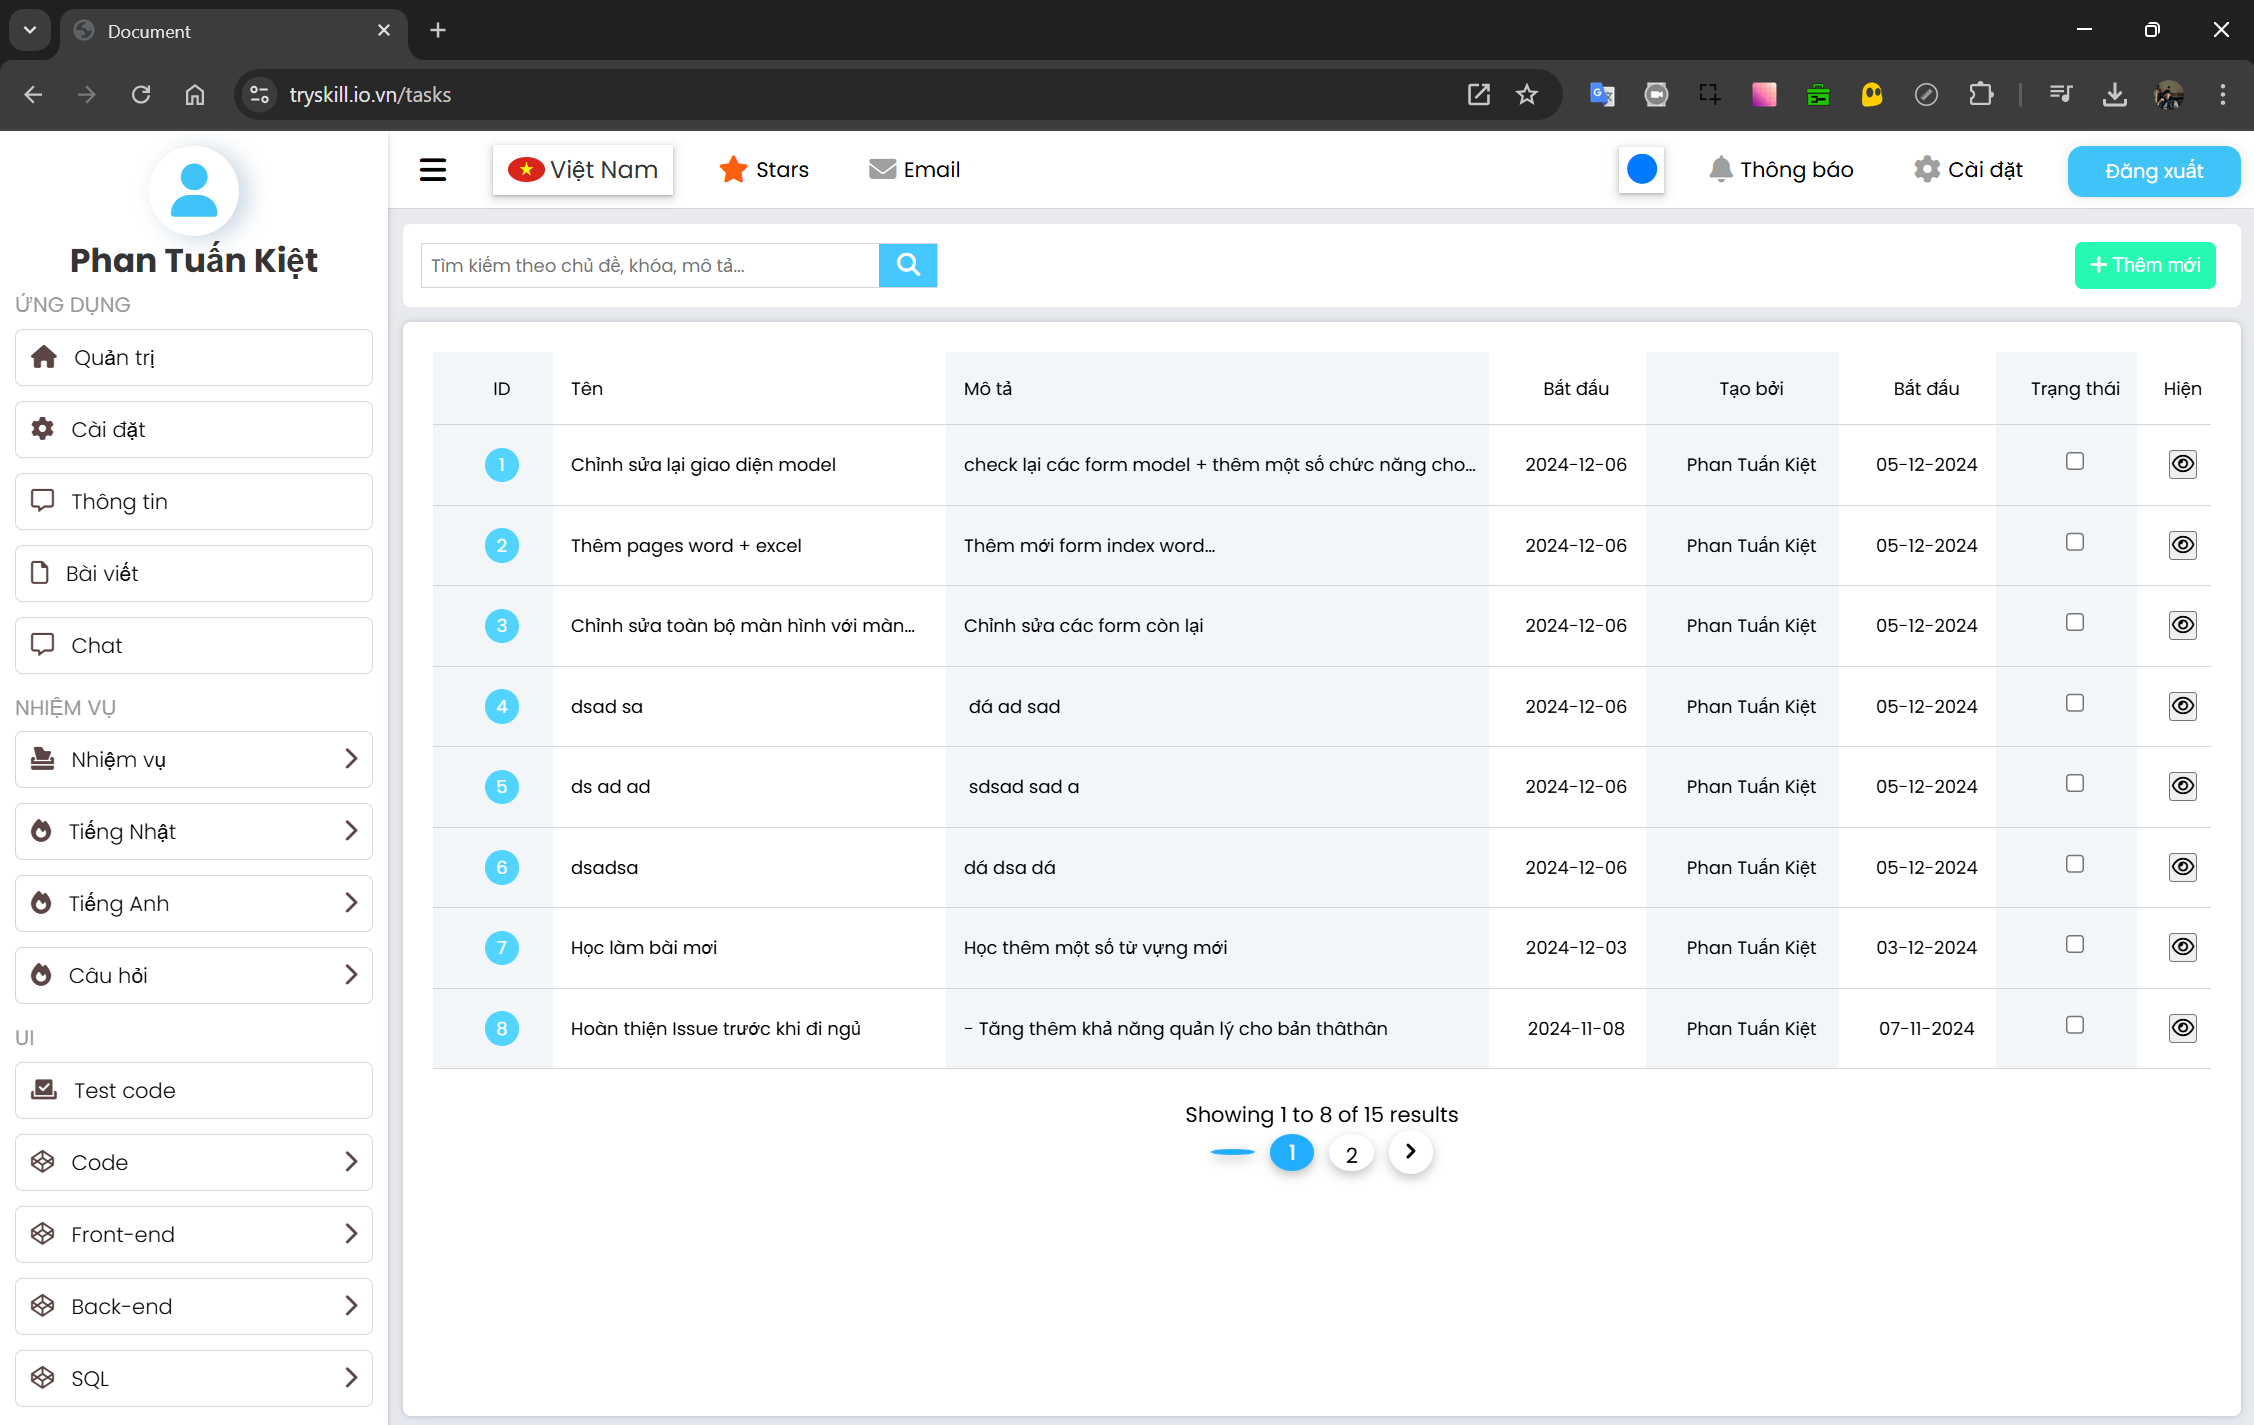 Document
tryskill.io.vn/tasks
Phan Tuấn Kiệt
ỨNG DỤNG
Quản trị
Cài đặt
Thông tin
Bài viết
Chat
NHIỆM VỤ
Nhiệm vụ
Tiếng Nhật
Tiếng Anh
Câu hỏi
UI
Test code
Code
Front-end
Back-end
SQL
Việt Nam Stars Email Thông báo Cài đặt Đăng xuất
Tìm kiếm theo chủ đề, khóa, mô tả... + Thêm mới
ID Tên Mô tả Bắt đầu Tạo bởi Bắt đầu Trạng thái Hiện
1 Chỉnh sửa lại giao diện model check lại các form model + thêm một số chức năng cho... 2024-12-06 Phan Tuấn Kiệt 05-12-2024
2 Thêm pages word + excel Thêm mới form index word... 2024-12-06 Phan Tuấn Kiệt 05-12-2024
3 Chỉnh sửa toàn bộ màn hình với màn... Chỉnh sửa các form còn lại 2024-12-06 Phan Tuấn Kiệt 05-12-2024
4 dsad sa đá ad sad 2024-12-06 Phan Tuấn Kiệt 05-12-2024
5 ds ad ad sdsad sad a 2024-12-06 Phan Tuấn Kiệt 05-12-2024
6 dsadsa dá dsa dá 2024-12-06 Phan Tuấn Kiệt 05-12-2024
7 Học làm bài mơi Học thêm một số từ vựng mới 2024-12-03 Phan Tuấn Kiệt 03-12-2024
8 Hoàn thiện Issue trước khi đi ngủ - Tăng thêm khả năng quản lý cho bản thâthân 2024-11-08 Phan Tuấn Kiệt 07-11-2024
Showing 1 to 8 of 15 results
1 2